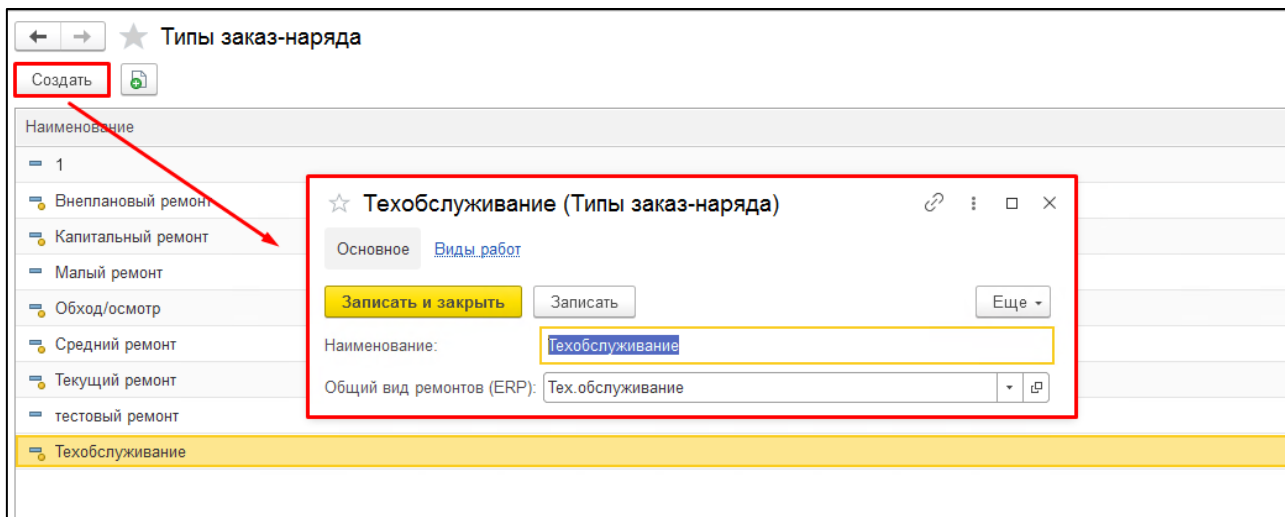 Типы заказ-наряда
Создать
Наименование
1
Внеплановый ремонт
Капитальный ремонт
Малый ремонт
Обход/осмотр
Средний ремонт
Текущий ремонт
тестовый ремонт
Техобслуживание
Техобслуживание (Типы заказ-наряда)
Основное Виды работ
Записать и закрыть Записать Еще
Наименование: Техобслуживание
Общий вид ремонтов (ERP): Тех.обслуживание